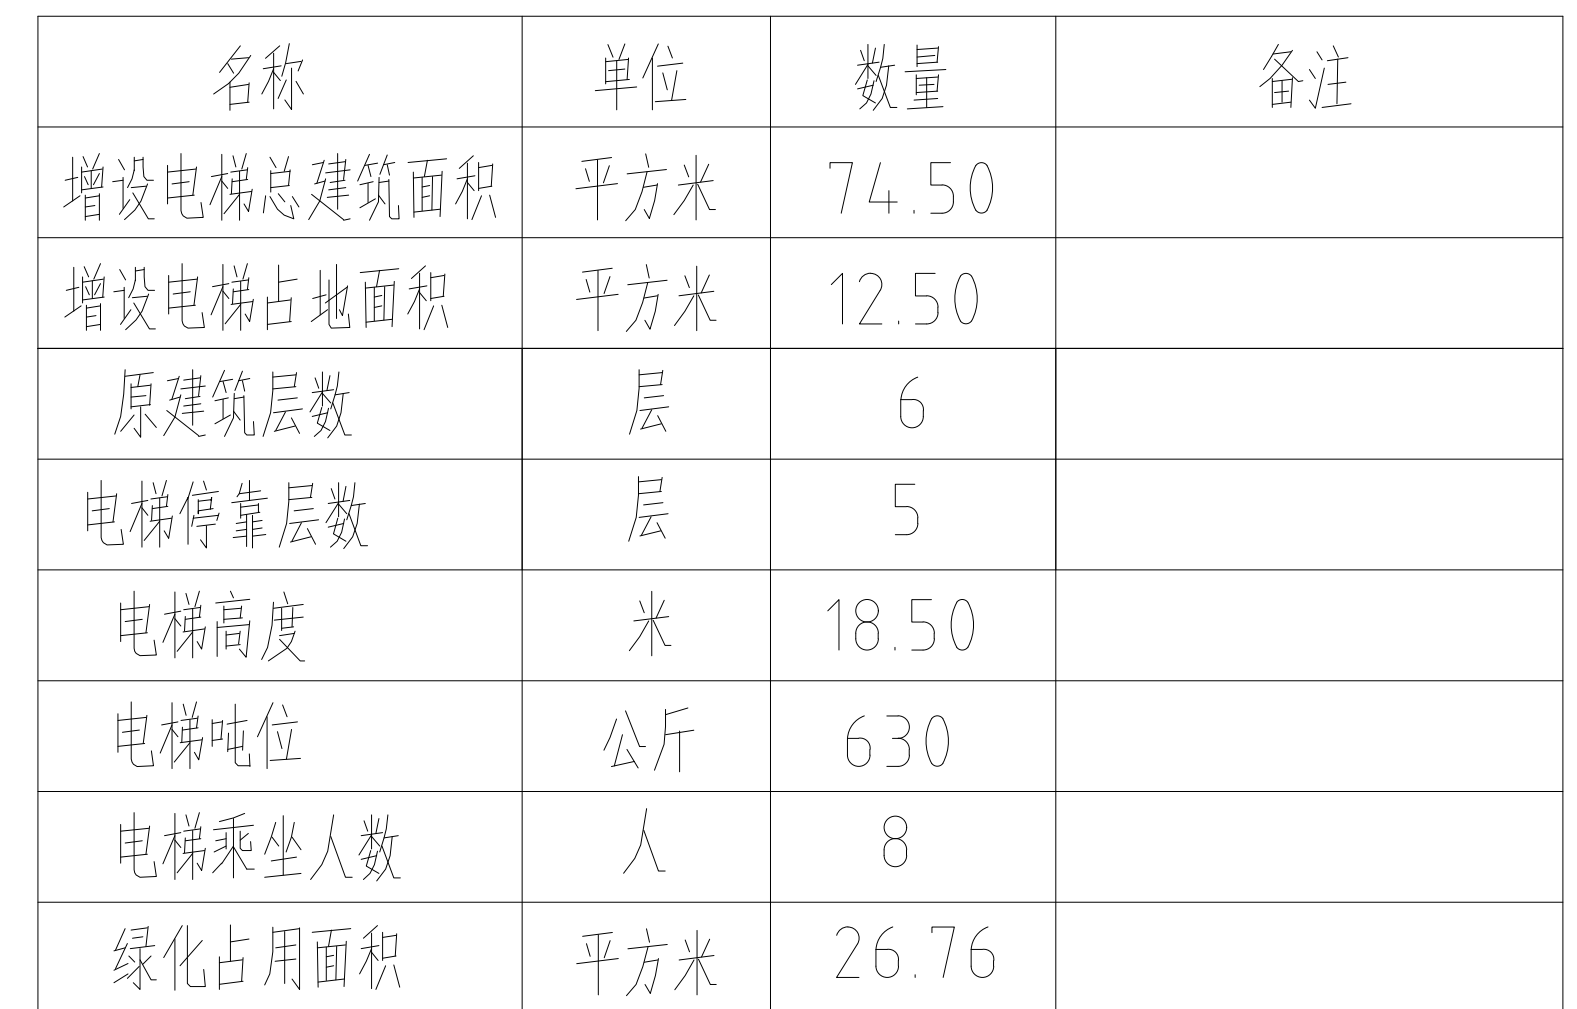 名称 单位 数量 备注
增设电梯总建筑面积 平方米 74.50
增设电梯占地面积 平方米 12.50
原建筑层数 层 6
电梯停靠层数 层 5
电梯高度 米 18.50
电梯吨位 公斤 630
电梯乘坐人数 人 8
绿化占用面积 平方米 26.76